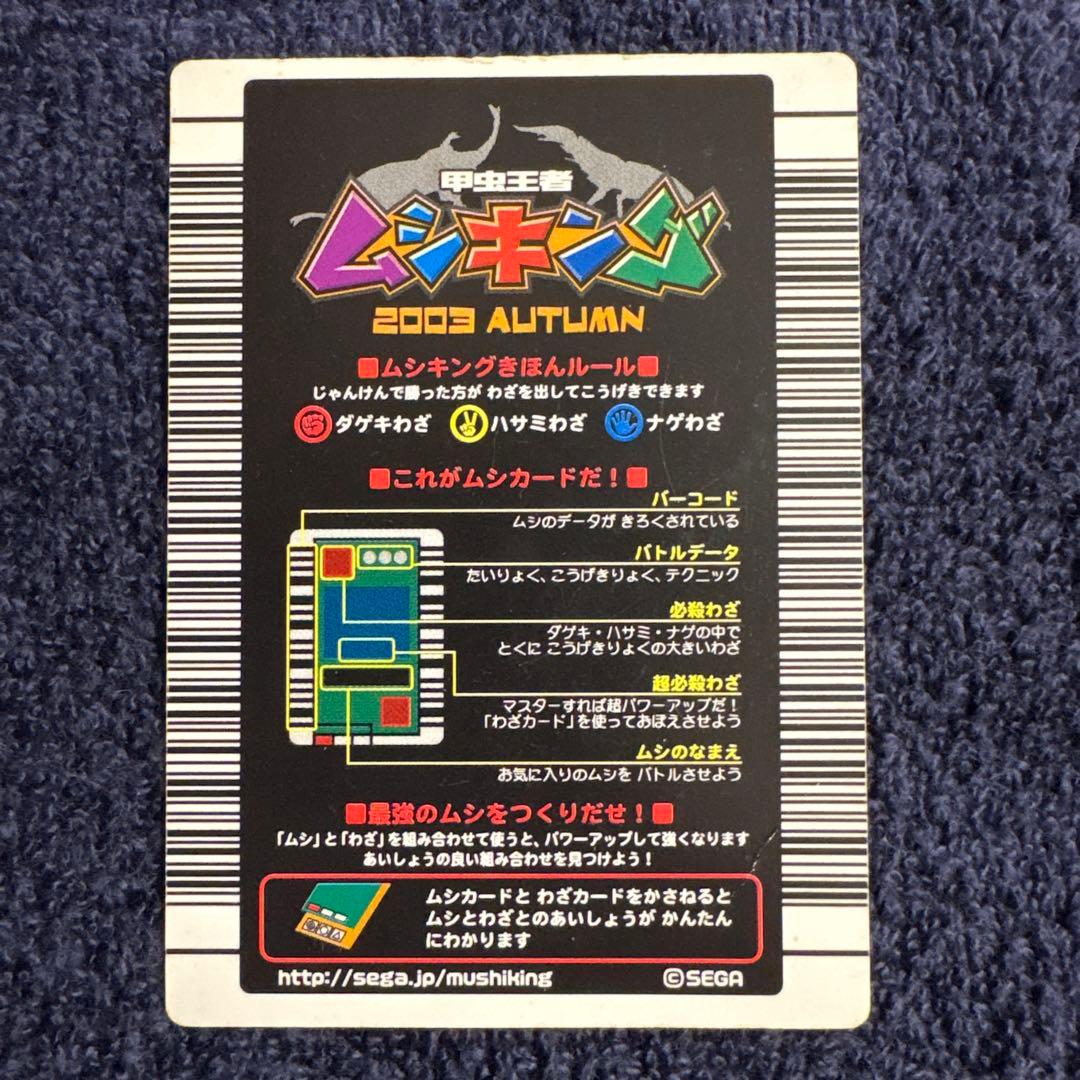 甲虫王者
ムシキング
2003 AUTUMN
■ムシキングきほんルール■
じゃんけんで勝った方が わざを出してこうげきできます
ダゲキわざ ハサミわざ ナゲわざ
■これがムシカードだ！■
バーコード
ムシのデータが きろくされている
バトルデータ
たいりょく、こうげきりょく、テクニック
必殺わざ
ダゲキ・ハサミ・ナゲの中で
とくに こうげきりょくの大きいわざ
超必殺わざ
マスターすれば超パワーアップだ！
「わざカード」を使っておぼえさせよう
ムシのなまえ
お気に入りのムシを バトルさせよう
■最強のムシをつくりだせ！■
「ムシ」と「わざ」を組み合わせて使うと、パワーアップして強くなります
あいしょうの良い組み合わせを見つけよう！
ムシカードと わざカードをかさねると
ムシとわざとのあいしょうが かんたん
にわかります
http://sega.jp/mushiking
©SEGA